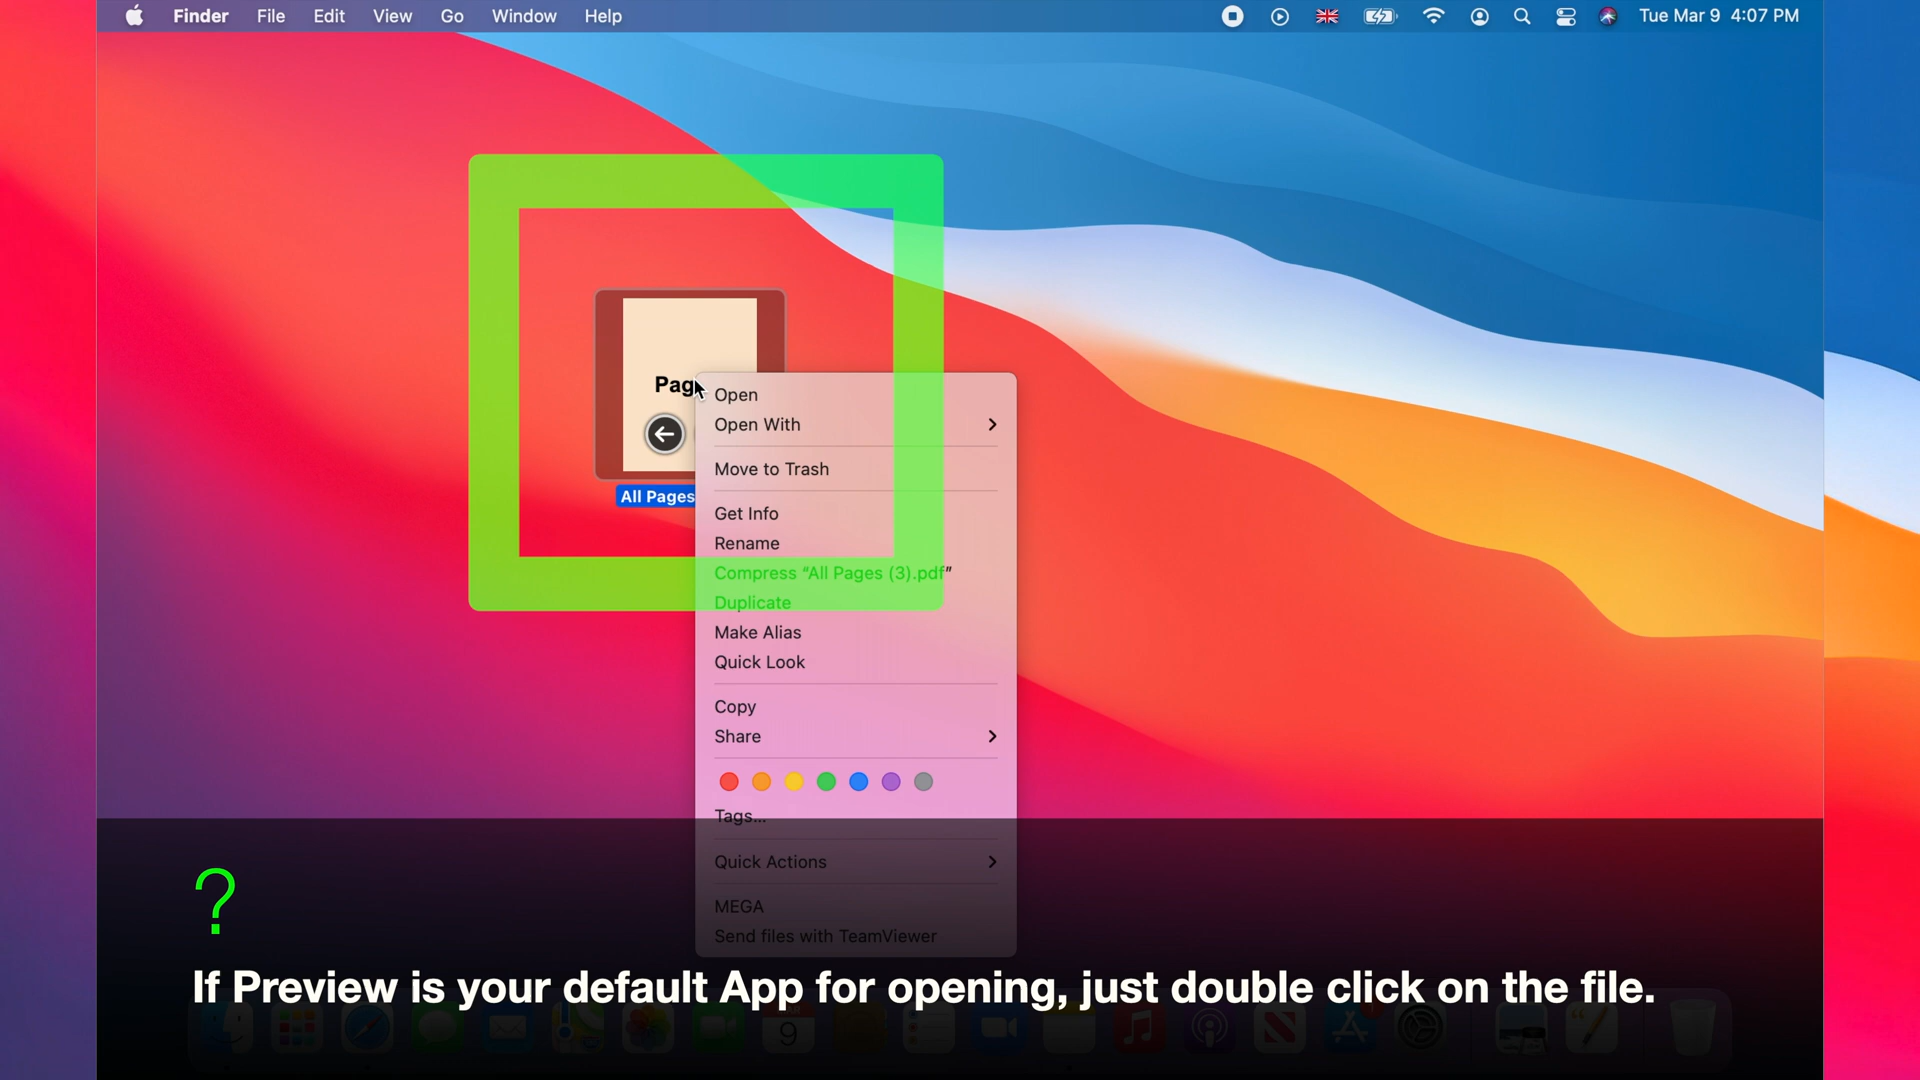 Finder File Edit View Go Window Help Tue Mar 9 4:07 PM
Pag
All Pages
Open
Open With
Move to Trash
Get Info
Rename
Compress “All Pages (3).pdf”
Duplicate
Make Alias
Quick Look
Copy
Share
Tags...
Quick Actions
MEGA
Send files with TeamViewer
?
If Preview is your default App for opening, just double click on the file.
9